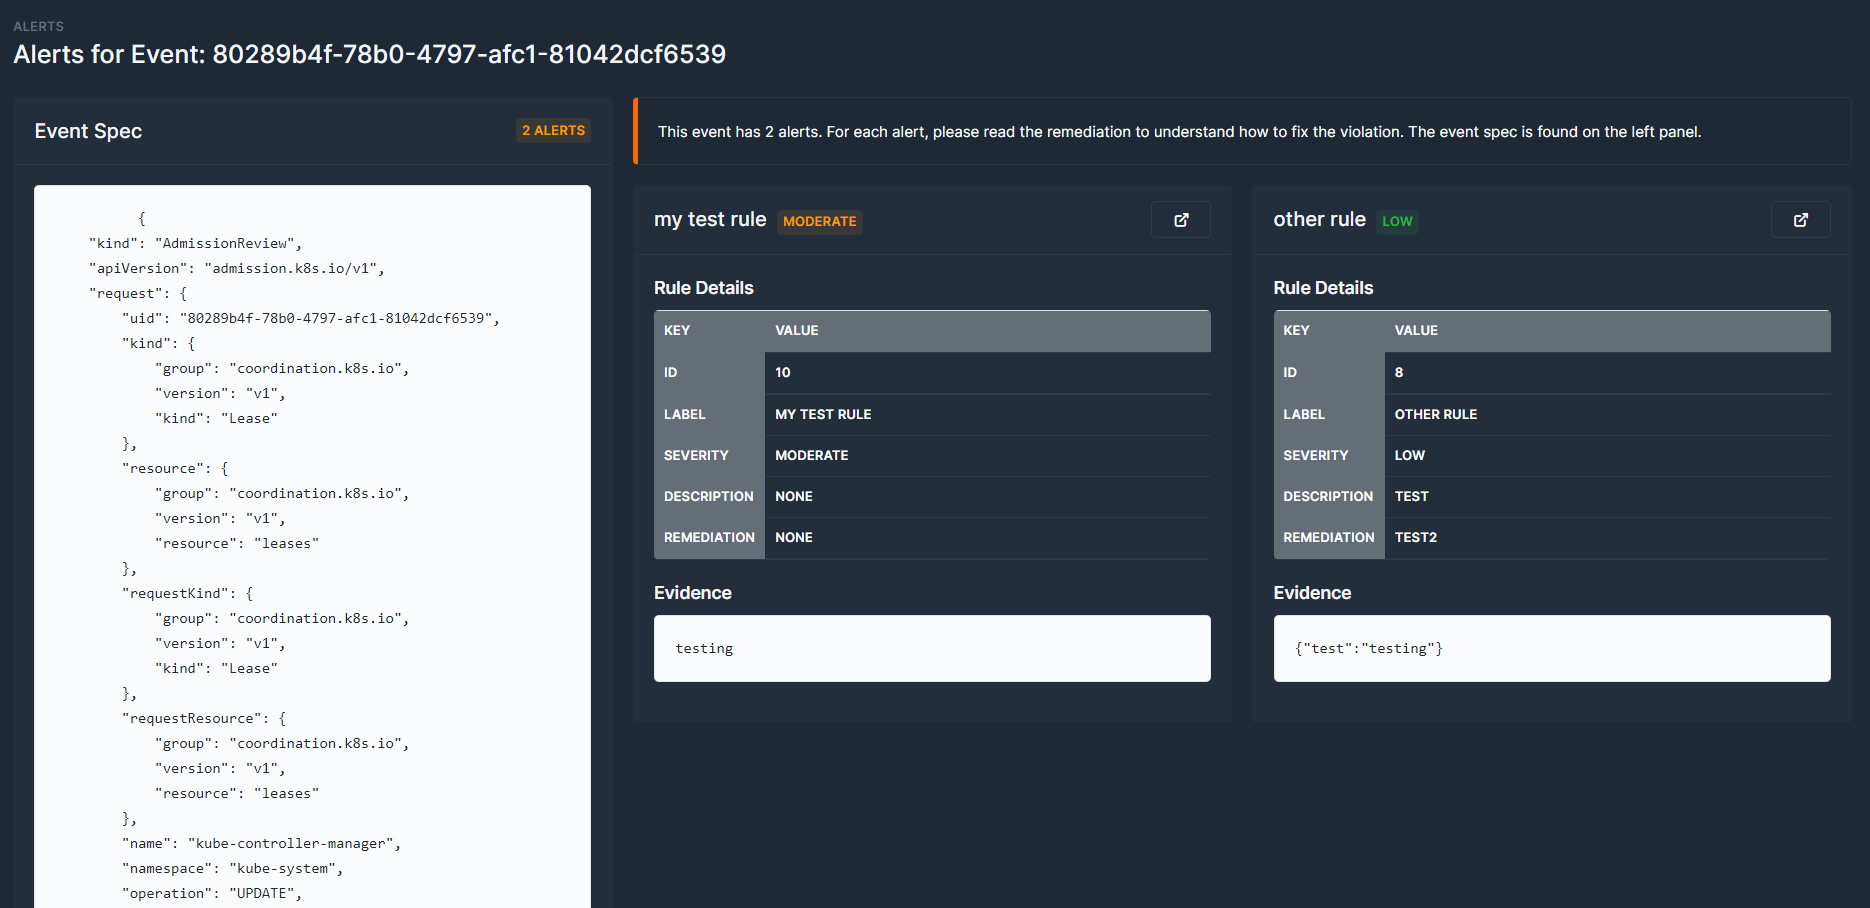 ALERTS
Alerts for Event: 80289b4f-78b0-4797-afc1-81042dcf6539
Event Spec
2 ALERTS
{
"kind": "AdmissionReview",
"apiVersion": "admission.k8s.io/v1",
"request": {
"uid": "80289b4f-78b0-4797-afc1-81042dcf6539",
"kind": {
"group": "coordination.k8s.io",
"version": "v1",
"kind": "Lease"
},
"resource": {
"group": "coordination.k8s.io",
"version": "v1",
"resource": "leases"
},
"requestKind": {
"group": "coordination.k8s.io",
"version": "v1",
"kind": "Lease"
},
"requestResource": {
"group": "coordination.k8s.io",
"version": "v1",
"resource": "leases"
},
"name": "kube-controller-manager",
"namespace": "kube-system",
"operation": "UPDATE",
This event has 2 alerts. For each alert, please read the remediation to understand how to fix the violation. The event spec is found on the left panel.
my test rule MODERATE
Rule Details
KEY VALUE
ID 10
LABEL MY TEST RULE
SEVERITY MODERATE
DESCRIPTION NONE
REMEDIATION NONE
Evidence
testing
other rule LOW
Rule Details
KEY VALUE
ID 8
LABEL OTHER RULE
SEVERITY LOW
DESCRIPTION TEST
REMEDIATION TEST2
Evidence
{"test":"testing"}